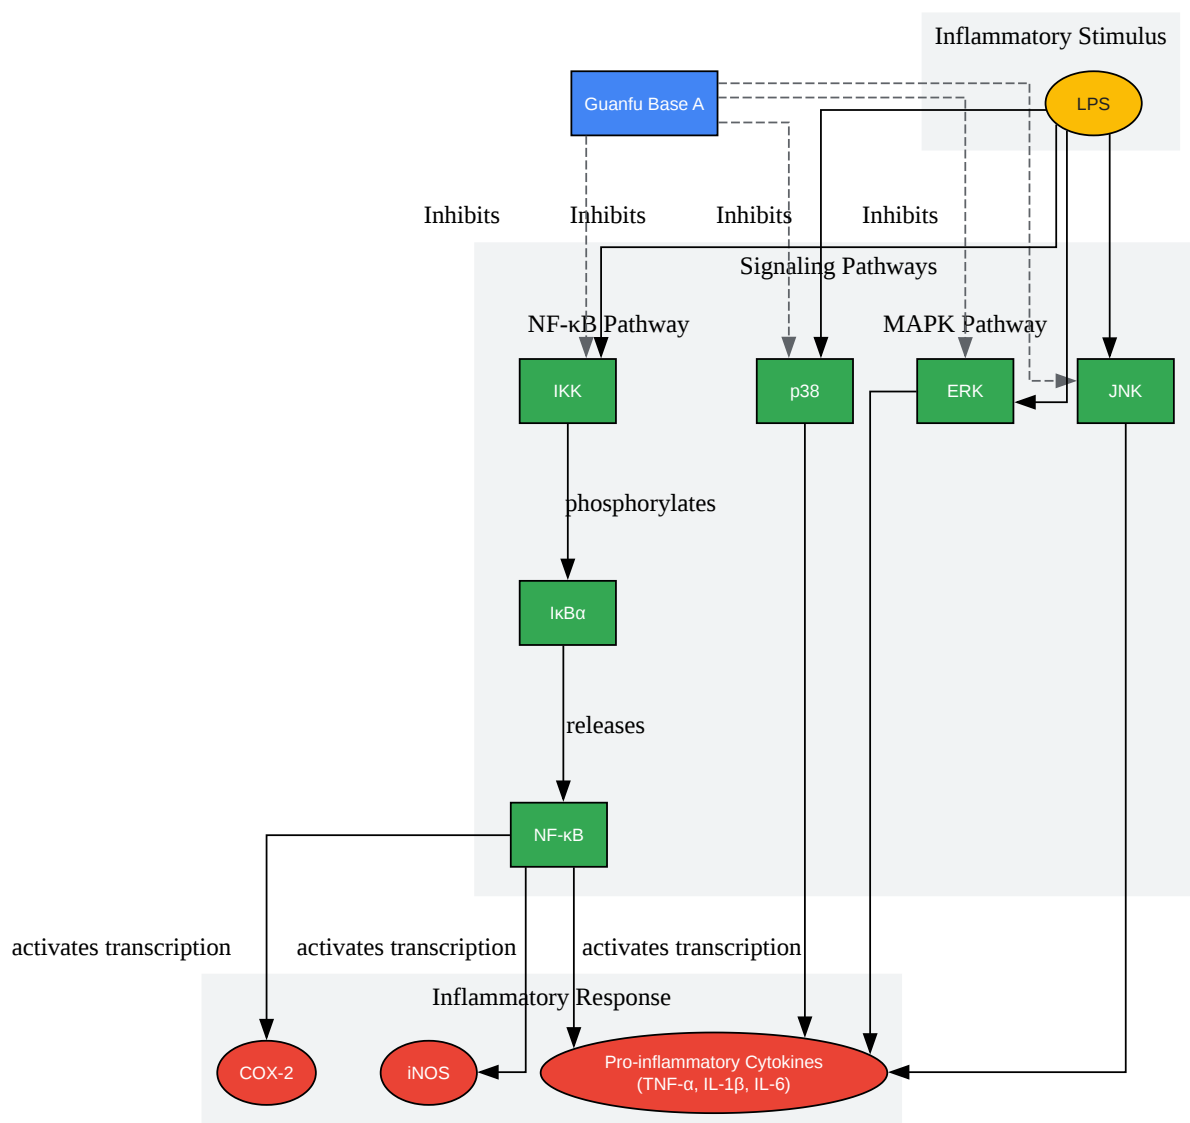 Inflammatory Stimulus
Guanfu Base A
LPS
Inhibits
Inhibits
Inhibits
Inhibits
Signaling Pathways
NF-κB Pathway
MAPK Pathway
IKK
p38
ERK
JNK
phosphorylates
IκBα
releases
NF-κB
activates transcription
activates transcription
activates transcription
Inflammatory Response
COX-2
iNOS
Pro-inflammatory Cytokines
(TNF-α, IL-1β, IL-6)